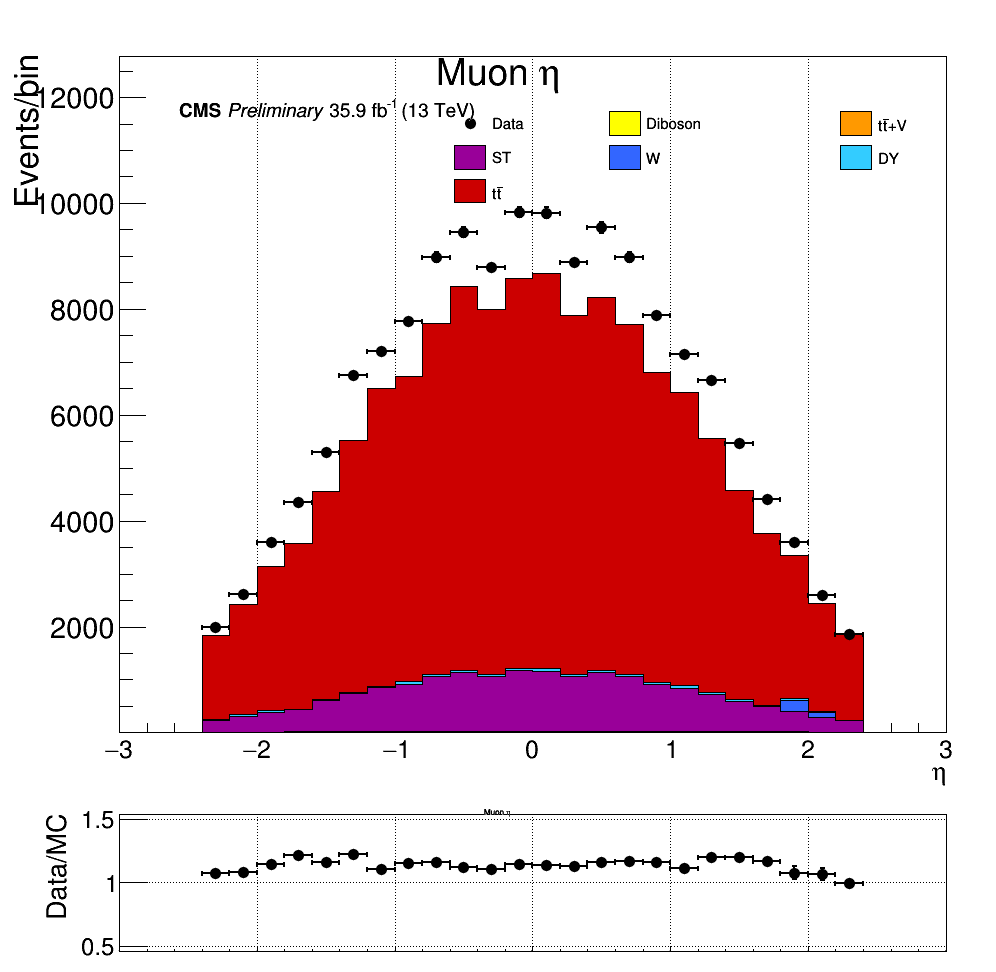 Muon η
Events/bin
CMS Preliminary 35.9 fb-1 (13 TeV)
Data
Diboson
tt̄+V
ST
W
DY
tt̄
12000
10000
8000
6000
4000
2000
−3 −2 −1 0 1 2 3
η
Muon η
Data/MC
1.5
1
0.5